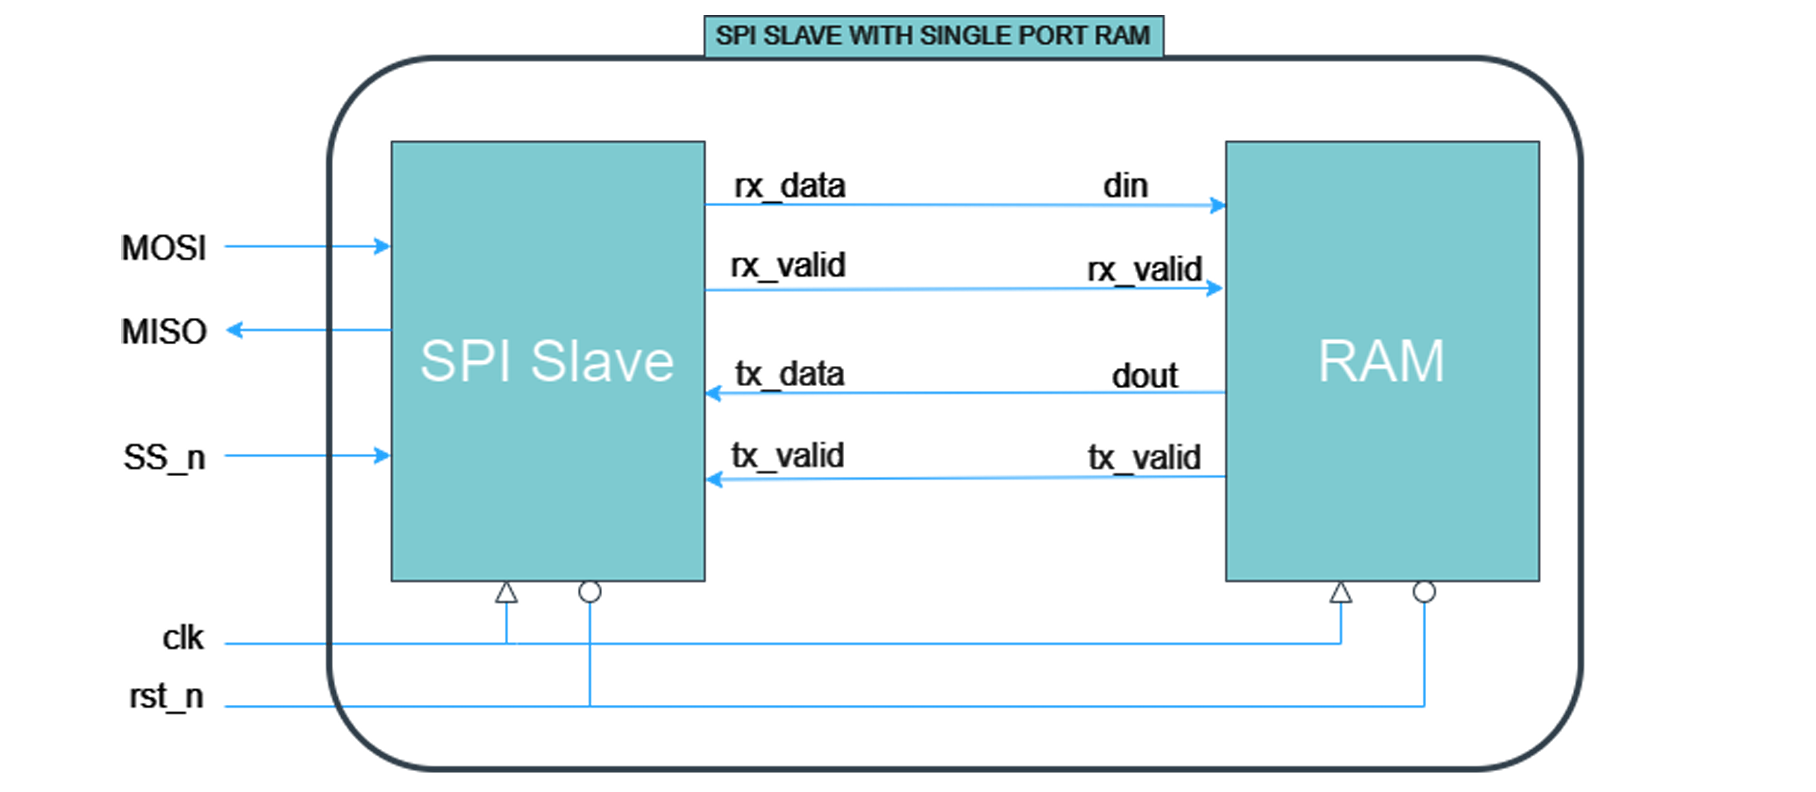 SPI SLAVE WITH SINGLE PORT RAM
rx_data
din
MOSI
rx_valid
rx_valid
MISO
SPI Slave
RAM
tx_data
dout
SS_n
tx_valid
tx_valid
clk
rst_n